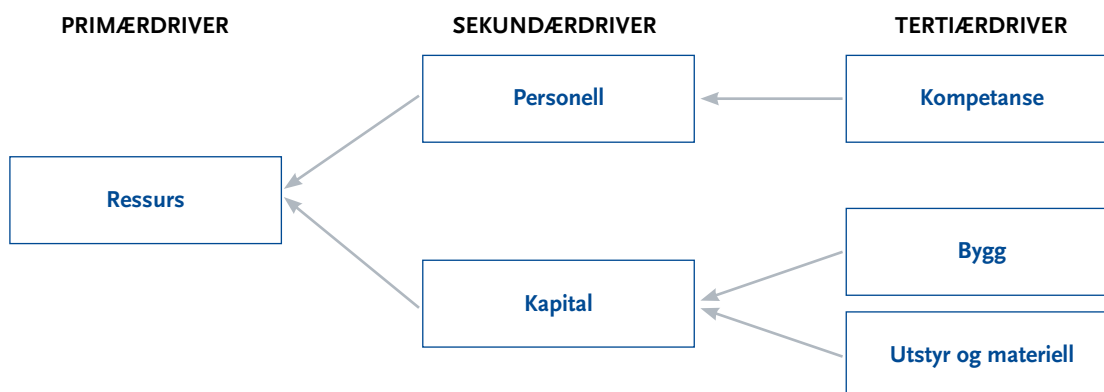 PRIMÆRDRIVER
SEKUNDÆRDRIVER
TERTIÆRDRIVER
Personell
Kompetanse
Ressurs
Bygg
Kapital
Utstyr og materiell